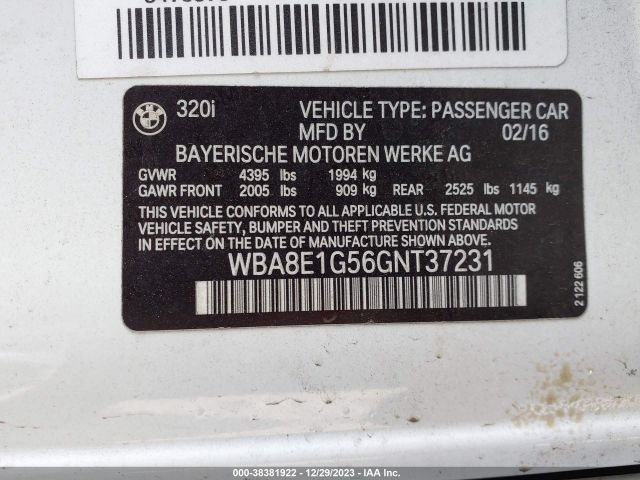 320i VEHICLE TYPE: PASSENGER CAR
MFD BY 02/16
BAYERISCHE MOTOREN WERKE AG
GVWR 4395 lbs 1994 kg
GAWR FRONT 2005 lbs 909 kg REAR 2525 lbs 1145 kg
THIS VEHICLE CONFORMS TO ALL APPLICABLE U.S. FEDERAL MOTOR
VEHICLE SAFETY, BUMPER AND THEFT PREVENTION STANDARDS
IN EFFECT ON THE DATE OF MANUFACTURE SHOWN ABOVE.
WBA8E1G56GNT37231
2 122 606
000-38381922 - 12/29/2023 - IAA Inc.